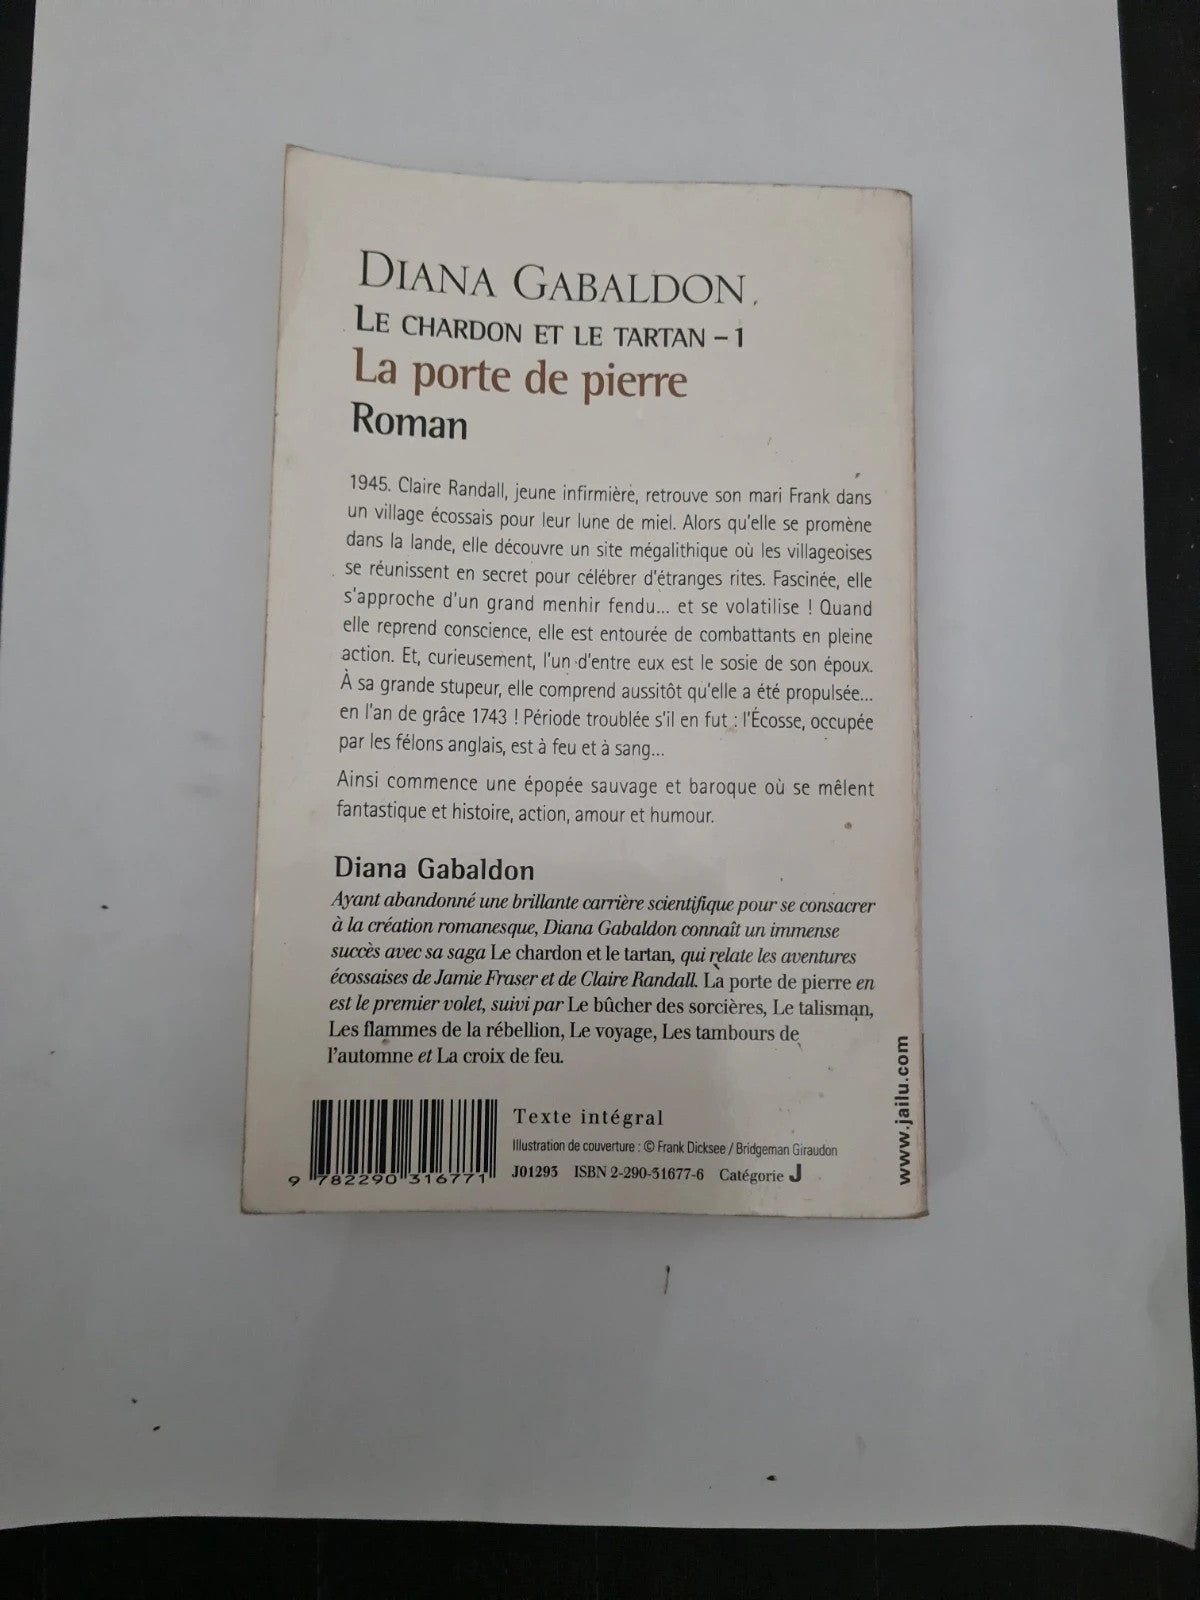 DIANA GABALDON
LE CHARDON ET LE TARTAN – 1
La porte de pierre
Roman
1945. Claire Randall, jeune infirmière, retrouve son mari Frank dans
un village écossais pour leur lune de miel. Alors qu'elle se promène
dans la lande, elle découvre un site mégalithique où les villageoises
se réunissent en secret pour célébrer d'étranges rites. Fascinée, elle
s'approche d'un grand menhir fendu... et se volatilise ! Quand
elle reprend conscience, elle est entourée de combattants en pleine
action. Et, curieusement, l'un d'entre eux est le sosie de son époux.
À sa grande stupeur, elle comprend aussitôt qu'elle a été propulsée...
en l'an de grâce 1743 ! Période troublée s'il en fut : l'Écosse, occupée
par les félons anglais, est à feu et à sang...
Ainsi commence une épopée sauvage et baroque où se mêlent
fantastique et histoire, action, amour et humour.
Diana Gabaldon
Ayant abandonné une brillante carrière scientifique pour se consacrer
à la création romanesque, Diana Gabaldon connaît un immense
succès avec sa saga Le chardon et le tartan, qui relate les aventures
écossaises de Jamie Fraser et de Claire Randall. La porte de pierre en
est le premier volet, suivi par Le bûcher des sorcières, Le talisman,
Les flammes de la rébellion, Le voyage, Les tambours de
l'automne et La croix de feu.
Texte intégral
Illustration de couverture : © Frank Dicksee / Bridgeman Giraudon
J01293 ISBN 2-290-31677-6 Catégorie J
9 782290 316771
www.jailu.com